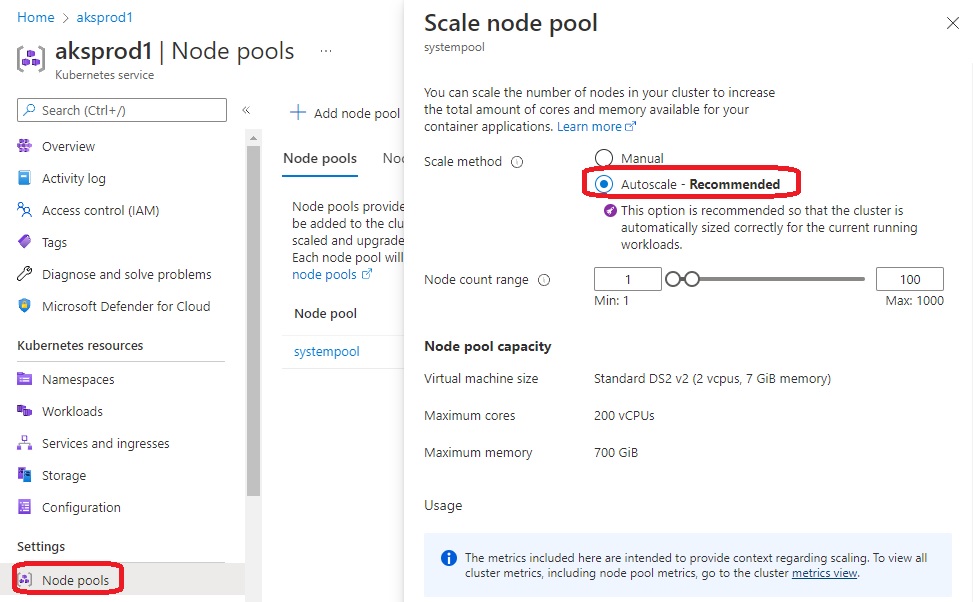 Home > aksprod1
aksprod1 | Node pools ...
Kubernetes service
Search (Ctrl+/)
«
Overview
Activity log
Access control (IAM)
Tags
Diagnose and solve problems
Microsoft Defender for Cloud
Kubernetes resources
Namespaces
Workloads
Services and ingresses
Storage
Configuration
Settings
Node pools
+ Add node pool
Node pools
Node pools provide
be added to the clu
scaled and upgrade
Each node pool will
node pools
Node pool
systempool
Scale node pool
systempool
You can scale the number of nodes in your cluster to increase
the total amount of cores and memory available for your
container applications. Learn more
Scale method
Manual
Autoscale - Recommended
This option is recommended so that the cluster is
automatically sized correctly for the current running
workloads.
Node count range
1
100
Min: 1
Max: 1000
Node pool capacity
Virtual machine size
Standard DS2 v2 (2 vcpus, 7 GiB memory)
Maximum cores
200 vCPUs
Maximum memory
700 GiB
Usage
The metrics included here are intended to provide context regarding scaling. To view all
cluster metrics, including node pool metrics, go to the cluster metrics view.